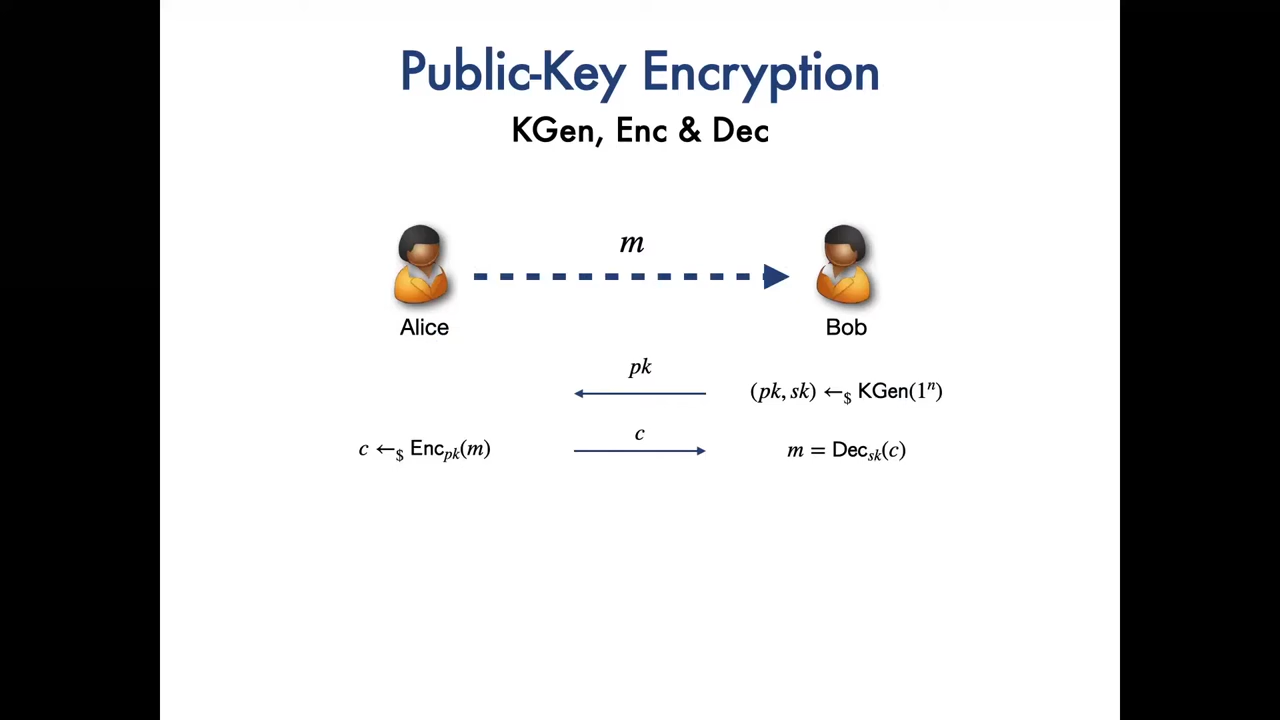 Public-Key Encryption
KGen, Enc & Dec
m
Alice
Bob
pk
(pk, sk) ←$ KGen(1ⁿ)
c ←$ Encpk(m)
c
m = Decsk(c)